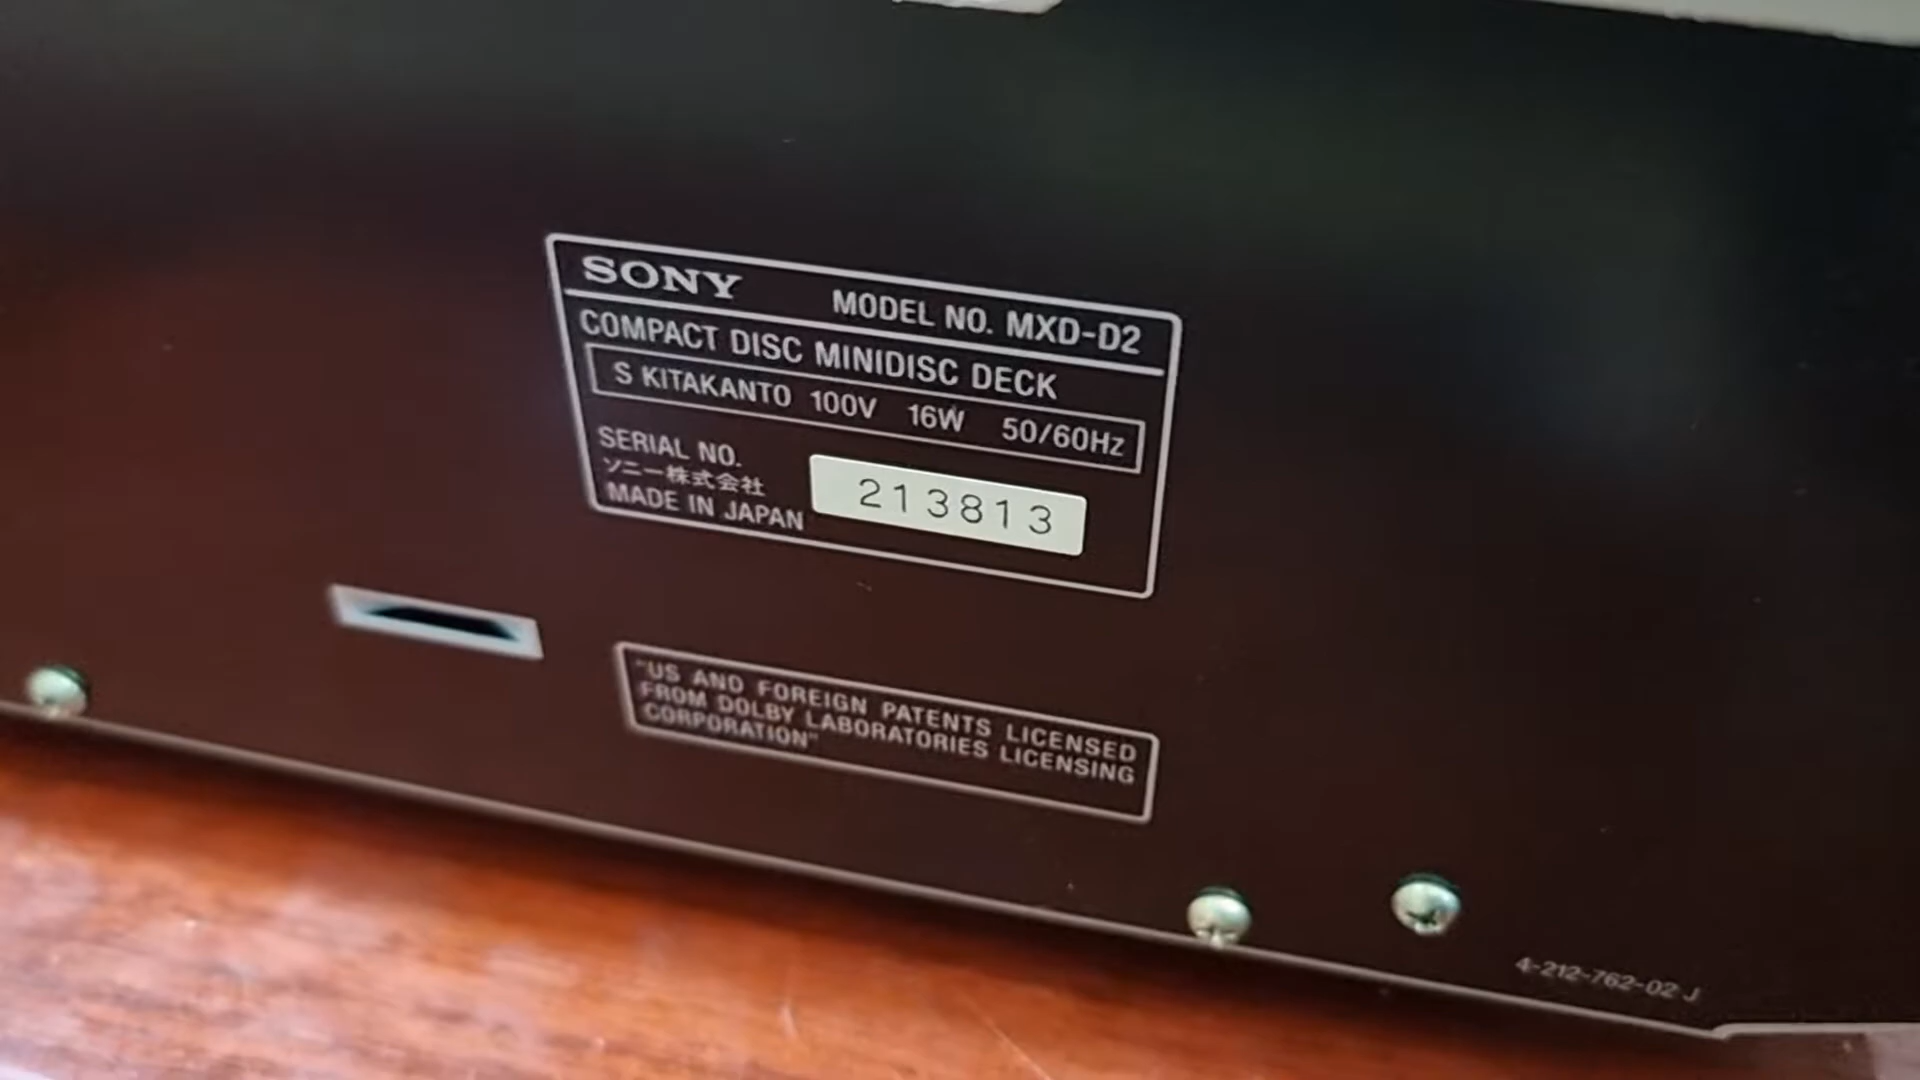 SONY MODEL NO. MXD-D2
COMPACT DISC MINIDISC DECK
S KITAKANTO 100V 16W 50/60Hz
SERIAL NO.
ソニー株式会社 213813
MADE IN JAPAN
"US AND FOREIGN PATENTS LICENSED
FROM DOLBY LABORATORIES LICENSING
CORPORATION"
4-212-762-02 J